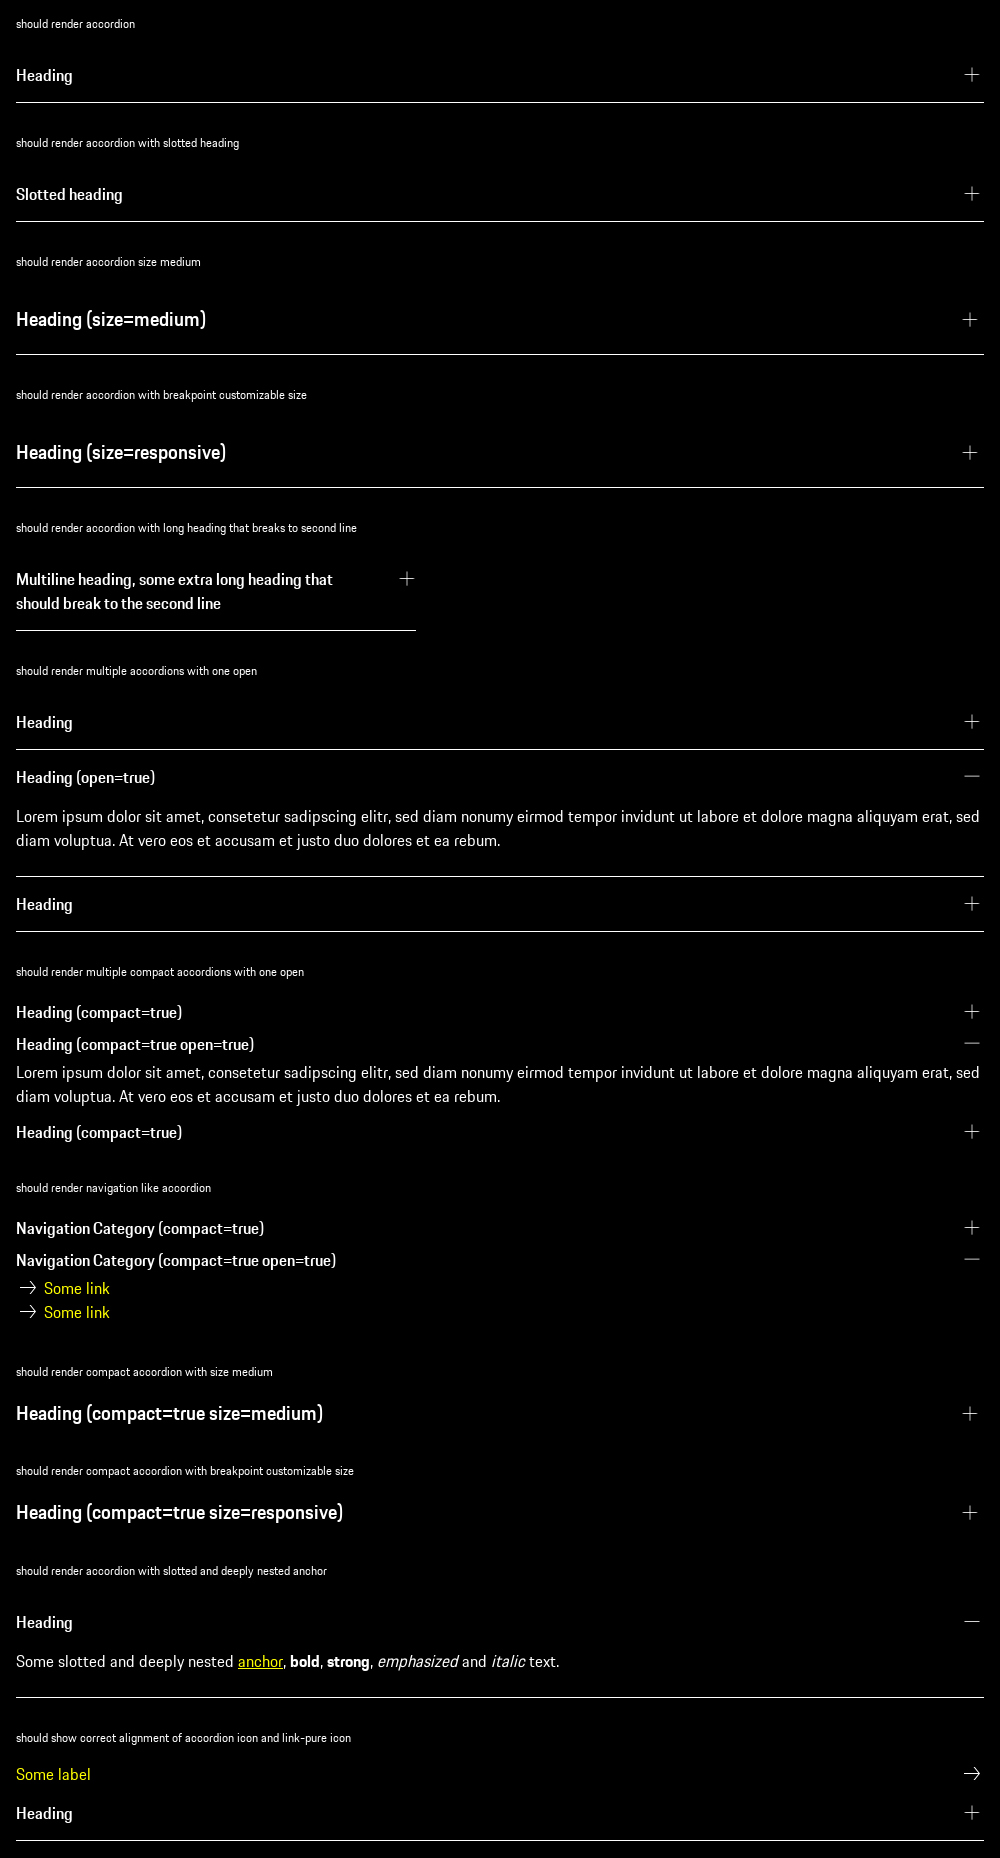 should render accordion
Heading
should render accordion with slotted heading
Slotted heading
should render accordion size medium
Heading (size=medium)
should render accordion with breakpoint customizable size
Heading (size=responsive)
should render accordion with long heading that breaks to second line
Multiline heading, some extra long heading that
should break to the second line
should render multiple accordions with one open
Heading
Heading (open=true)
Lorem ipsum dolor sit amet, consetetur sadipscing elitr, sed diam nonumy eirmod tempor invidunt ut labore et dolore magna aliquyam erat, sed
diam voluptua. At vero eos et accusam et justo duo dolores et ea rebum.
Heading
should render multiple compact accordions with one open
Heading (compact=true)
Heading (compact=true open=true)
Lorem ipsum dolor sit amet, consetetur sadipscing elitr, sed diam nonumy eirmod tempor invidunt ut labore et dolore magna aliquyam erat, sed
diam voluptua. At vero eos et accusam et justo duo dolores et ea rebum.
Heading (compact=true)
should render navigation like accordion
Navigation Category (compact=true)
Navigation Category (compact=true open=true)
Some link
Some link
should render compact accordion with size medium
Heading (compact=true size=medium)
should render compact accordion with breakpoint customizable size
Heading (compact=true size=responsive)
should render accordion with slotted and deeply nested anchor
Heading
Some slotted and deeply nested anchor, bold, strong, emphasized and italic text.
should show correct alignment of accordion icon and link-pure icon
Some label
Heading